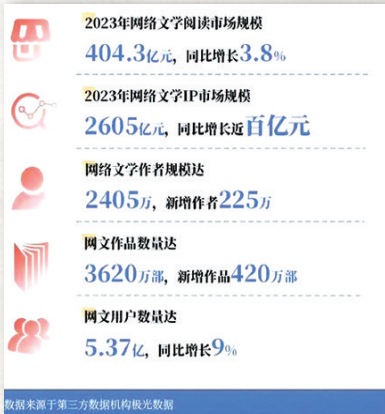 2023年网络文学阅读市场规模
404.3亿元，同比增长3.8%
2023年网络文学IP市场规模
2605亿元，同比增长近百亿元
网络文学作者规模达
2405万，新增作者225万
网文作品数量达
3620万部，新增作品420万部
网文用户数量达
5.37亿，同比增长9%
数据来源于第三方数据机构极光数据